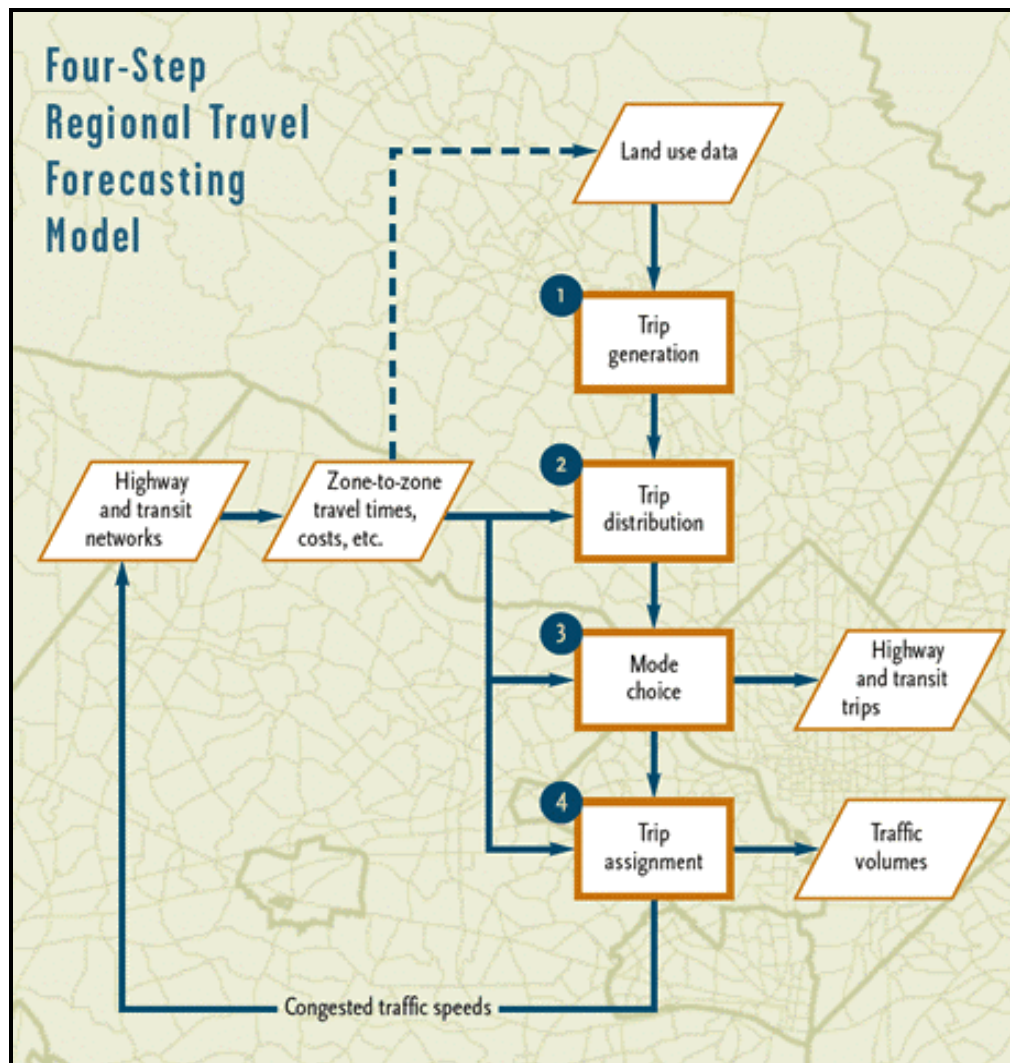 Four-Step
Regional Travel
Forecasting
Model
Land use data
1
Trip
generation
2
Trip
distribution
Highway
and transit
networks
Zone-to-zone
travel times,
costs, etc.
3
Mode
choice
Highway
and transit
trips
4
Trip
assignment
Traffic
volumes
Congested traffic speeds